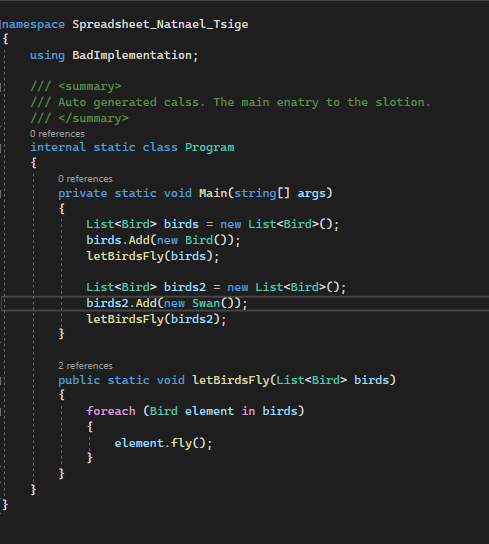 namespace Spreadsheet_Natnael_Tsige
{
using BadImplementation;
/// <summary>
/// Auto generated calss. The main enatry to the slotion.
/// </summary>
0 references
internal static class Program
{
0 references
private static void Main(string[] args)
{
List<Bird> birds = new List<Bird>();
birds.Add(new Bird());
letBirdsFly(birds);
List<Bird> birds2 = new List<Bird>();
birds2.Add(new Swan());
letBirdsFly(birds2);
}
2 references
public static void letBirdsFly(List<Bird> birds)
{
foreach (Bird element in birds)
{
element.fly();
}
}
}
}